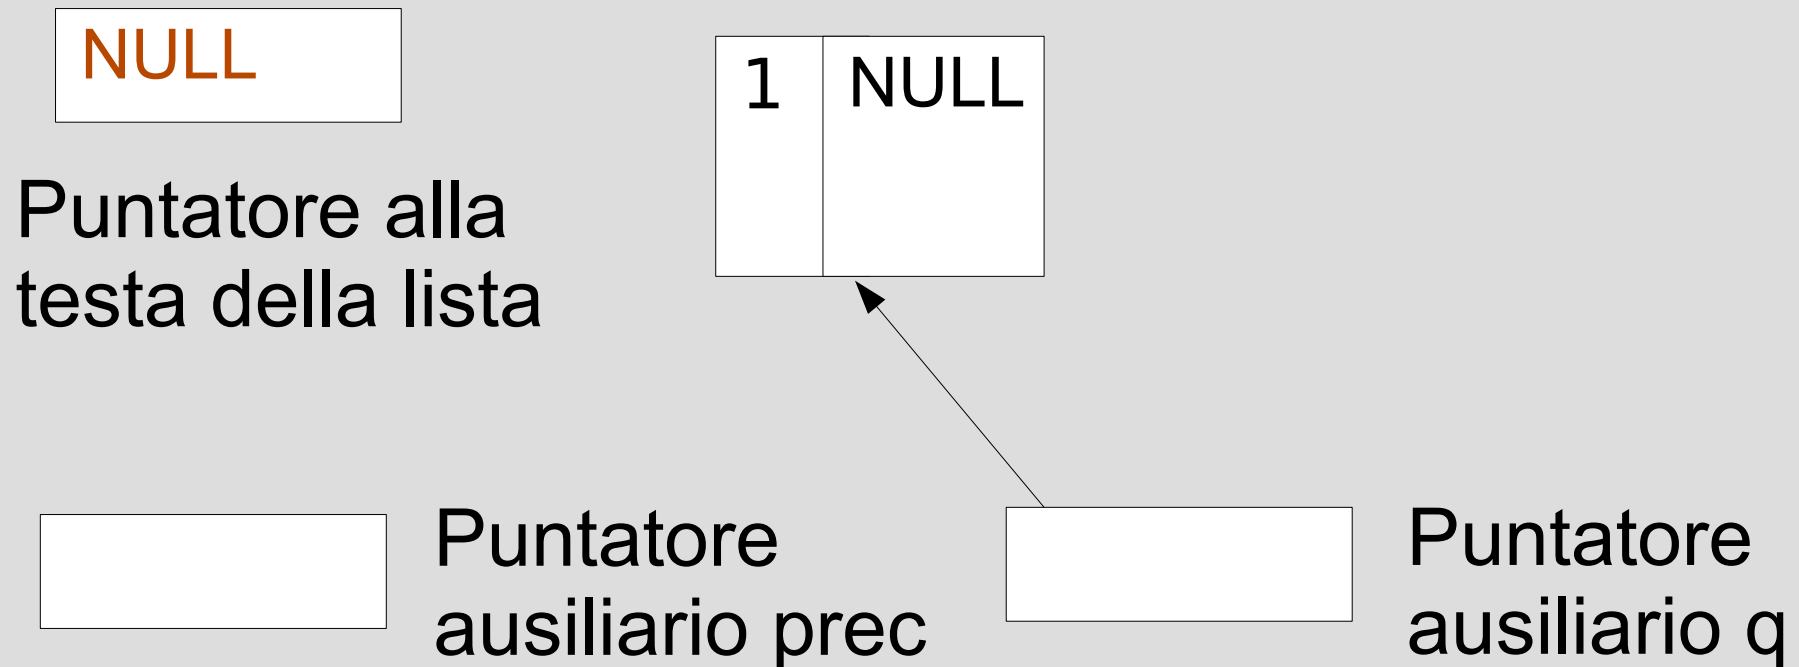 NULL
1
NULL
Puntatore alla
testa della lista
Puntatore
ausiliario prec
Puntatore
ausiliario q